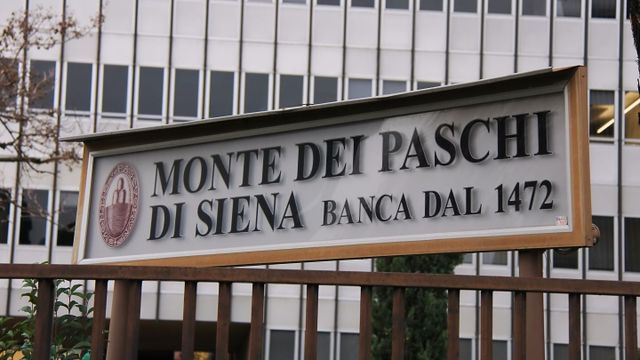 MONTE DEI PASCHI
DI SIENA BANCA DAL 1472